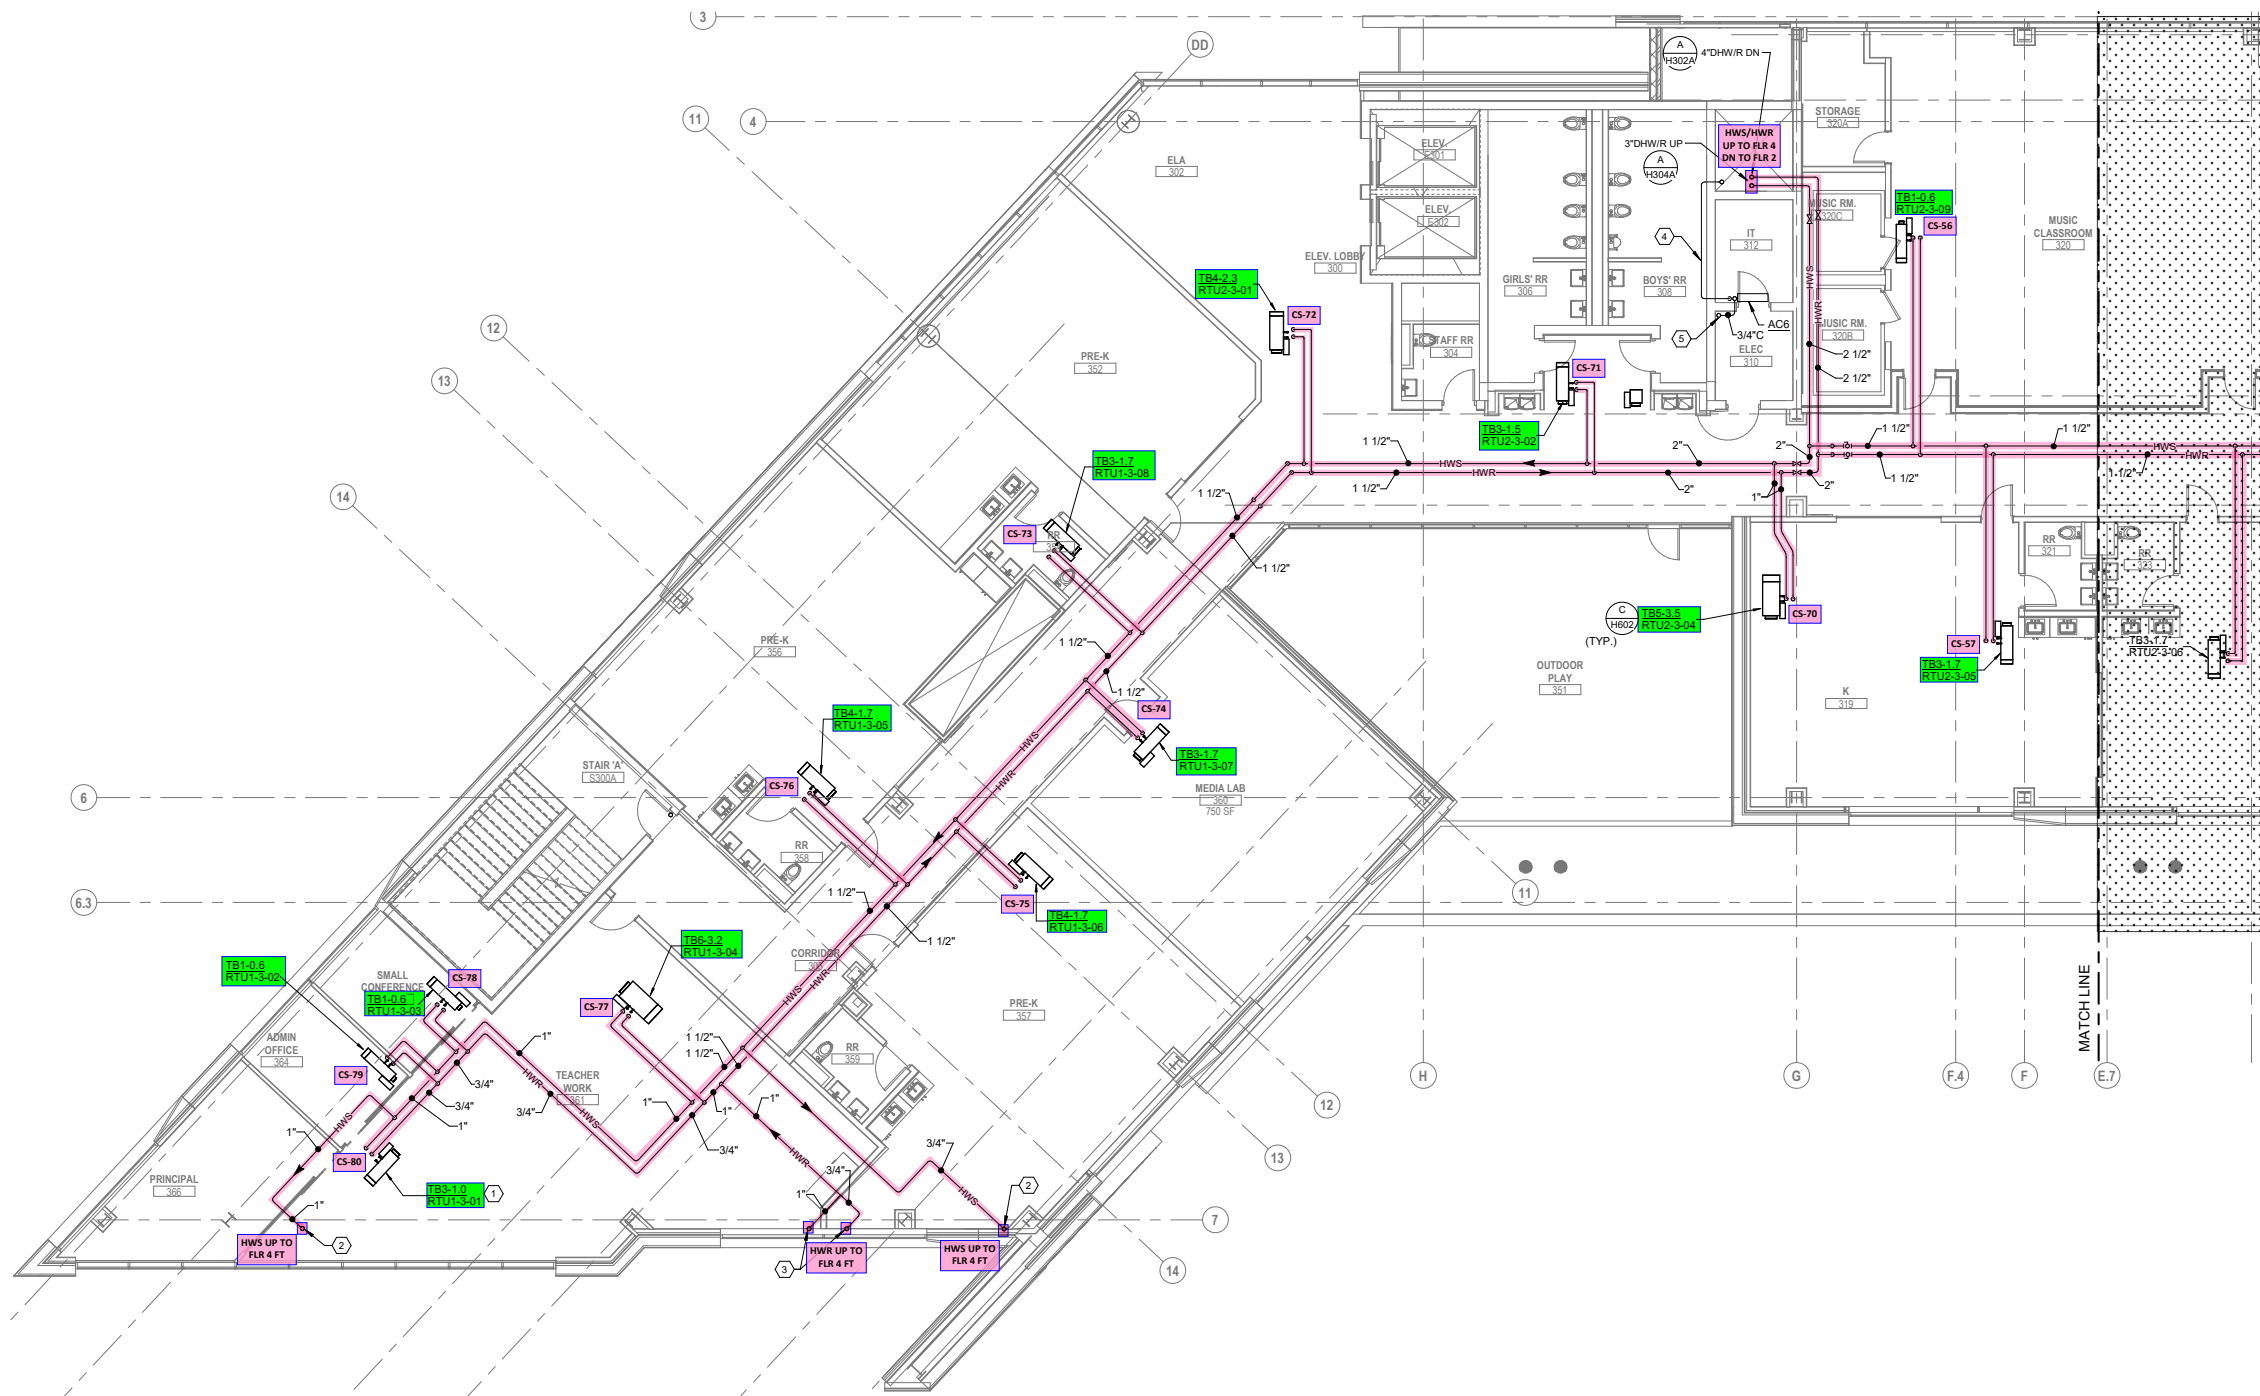 3
DD
A
H302A
4"DHW/R DN
11
4
STORAGE
320A
HWS/HWR
UP TO FLR 4
DN TO FLR 2
3"DHW/R UP
A
H304A
ELEV.
E301
ELA
302
TB1-0.6
RTU2-3-09
CS-56
MUSIC RM.
320C
ELEV.
E302
MUSIC
CLASSROOM
320
IT
312
4
ELEV. LOBBY
300
TB4-2.3
RTU2-3-01
GIRLS' RR
306
BOYS' RR
308
HWS
HWR
CS-72
12
MUSIC RM.
320B
AC6
5
3/4"C
STAFF RR
304
ELEC
310
2 1/2"
PRE-K
352
CS-71
2 1/2"
13
TB3-1.5
RTU2-3-02
1 1/2"
HWS
2"
2"
1 1/2"
1 1/2"
HWS
HWR
TB3-1.7
RTU1-3-08
1 1/2"
HWR
2"
2"
1"
1 1/2"
1 1/2"
14
1 1/2"
CS-73
RR
1 1/2"
RR
321
RR
323
C
H602
TB5-3.5
RTU2-3-04
(TYP.)
CS-70
PRE-K
356
1 1/2"
1 1/2"
CS-57
TB3-1.7
RTU2-3-05
TB3-1.7
RTU2-3-06
OUTDOOR
PLAY
351
K
319
CS-74
TB4-1.7
RTU1-3-05
HWS
HWR
TB3-1.7
RTU1-3-07
STAIR 'A'
S300A
CS-76
6
MEDIA LAB
360
750 SF
RR
358
11
1 1/2"
CS-75
6.3
TB4-1.7
RTU1-3-06
1 1/2"
TB6-3.2
RTU1-3-04
CORRIDOR
TB1-0.6
RTU1-3-02
SMALL
CONFERENCE
CS-78
TB1-0.6
RTU1-3-03
CS-77
HWS
HWR
PRE-K
357
MATCH LINE
ADMIN
OFFICE
364
1"
1 1/2"
1 1/2"
RR
359
CS-79
3/4"
HWR
TEACHER
WORK
361
H
G
F.4
F
E.7
3/4"
1"
3/4"
HWS
1"
1"
1"
3/4"
12
HWS
1"
CS-80
HWR
3/4"
13
PRINCIPAL
366
TB3-1.0
RTU1-3-01
1
3/4"
1"
HWS
2
1"
7
HWS UP TO
FLR 4 FT
2
3
HWR UP TO
FLR 4 FT
HWS UP TO
FLR 4 FT
14